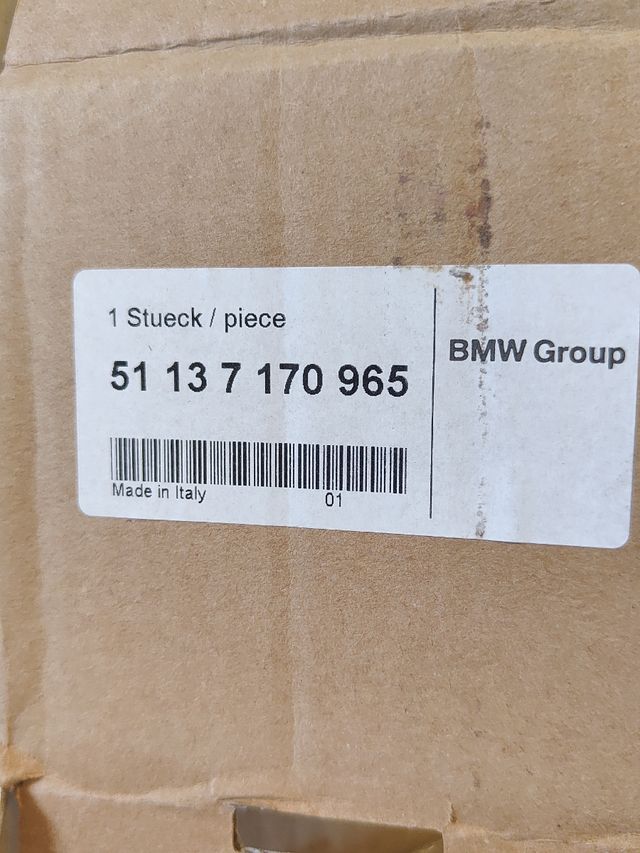 1 Stueck / piece
51 13 7 170 965
BMW Group
Made in Italy
01